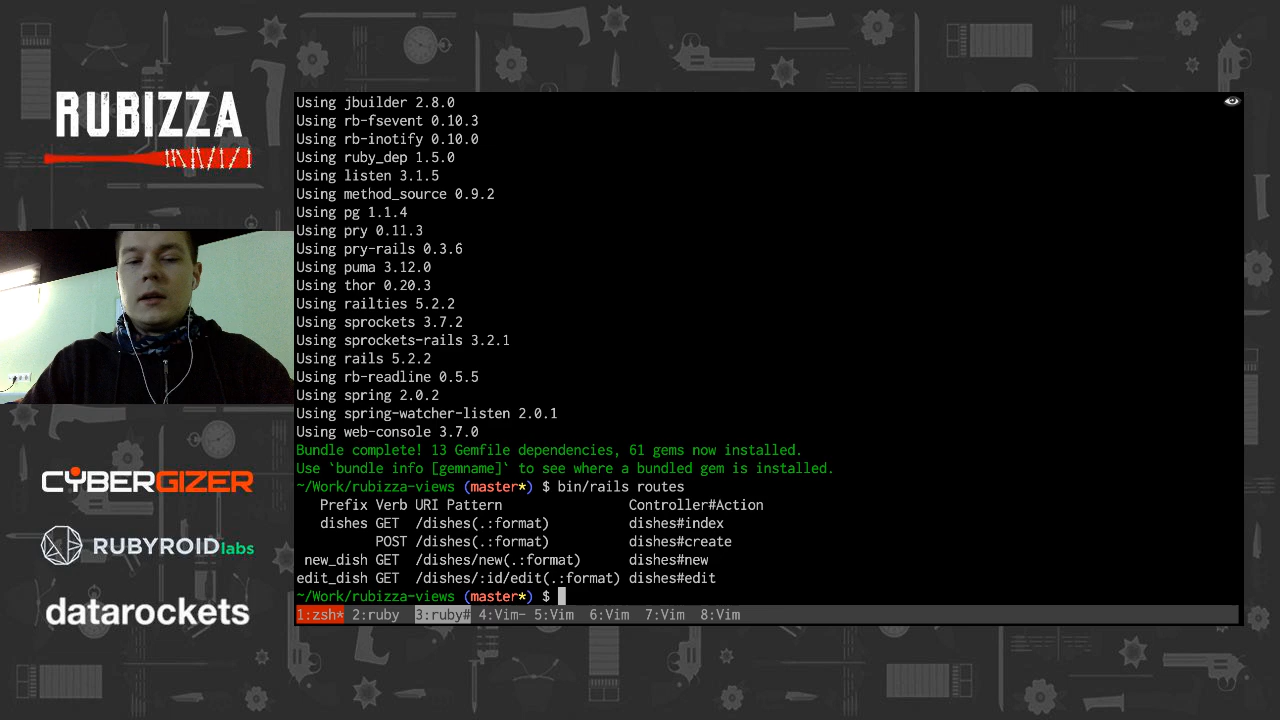 RUBIZZA
CYBERGIZER
RUBYROIDlabs
datarockets
Using jbuilder 2.8.0
Using rb-fsevent 0.10.3
Using rb-inotify 0.10.0
Using ruby_dep 1.5.0
Using listen 3.1.5
Using method_source 0.9.2
Using pg 1.1.4
Using pry 0.11.3
Using pry-rails 0.3.6
Using puma 3.12.0
Using thor 0.20.3
Using railties 5.2.2
Using sprockets 3.7.2
Using sprockets-rails 3.2.1
Using rails 5.2.2
Using rb-readline 0.5.5
Using spring 2.0.2
Using spring-watcher-listen 2.0.1
Using web-console 3.7.0
Bundle complete! 13 Gemfile dependencies, 61 gems now installed.
Use `bundle info [gemname]` to see where a bundled gem is installed.
~/Work/rubizza-views (master*) $ bin/rails routes
Prefix Verb URI Pattern Controller#Action
dishes GET /dishes(.:format) dishes#index
POST /dishes(.:format) dishes#create
new_dish GET /dishes/new(.:format) dishes#new
edit_dish GET /dishes/:id/edit(.:format) dishes#edit
~/Work/rubizza-views (master*) $
1:zsh* 2:ruby 3:ruby# 4:Vim- 5:Vim 6:Vim 7:Vim 8:Vim